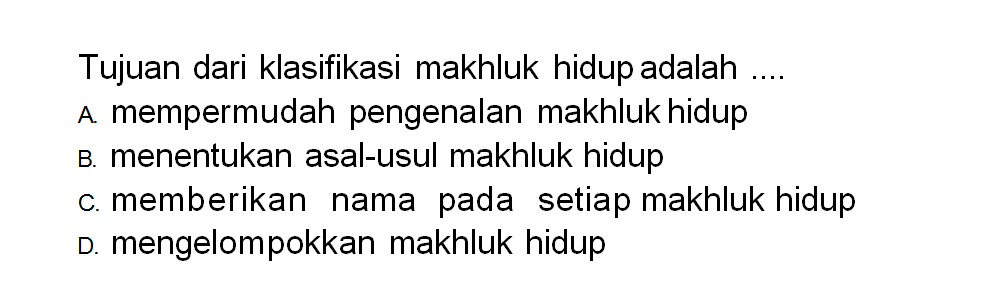 Tujuan dari klasifikasi makhluk hidup adalah ....
A. mempermudah pengenalan makhluk hidup
B. menentukan asal-usul makhluk hidup
C. memberikan nama pada setiap makhluk hidup
D. mengelompokkan makhluk hidup